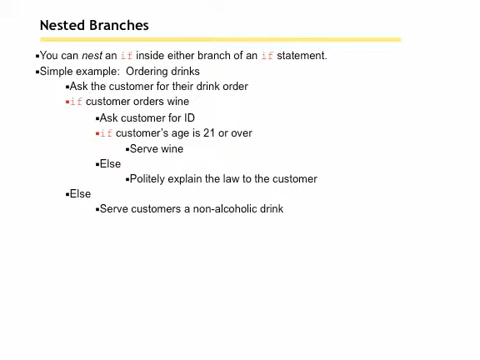 Nested Branches
▪You can nest an if inside either branch of an if statement.
▪Simple example: Ordering drinks
▪Ask the customer for their drink order
▪if customer orders wine
▪Ask customer for ID
▪if customer's age is 21 or over
▪Serve wine
▪Else
▪Politely explain the law to the customer
▪Else
▪Serve customers a non-alcoholic drink